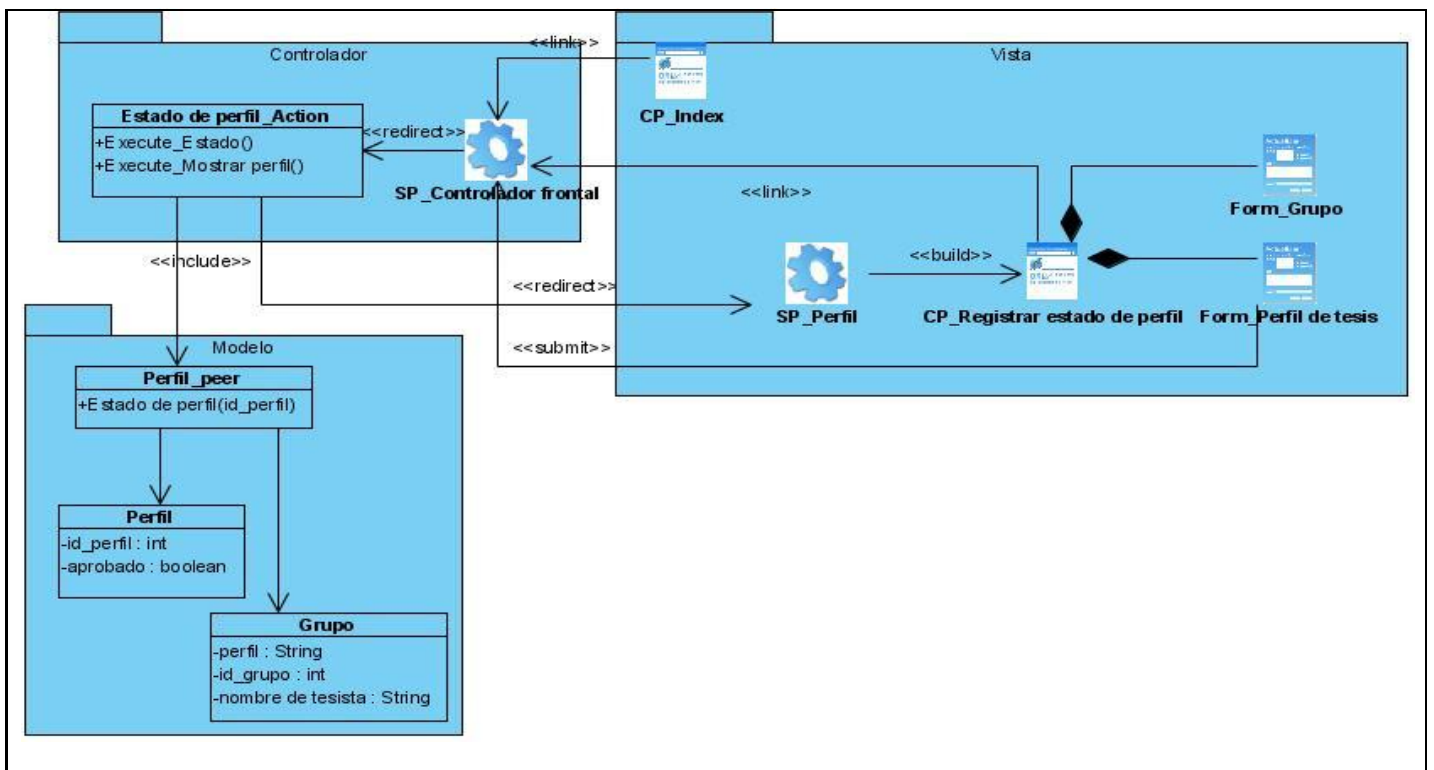 Controlador
<<link>>
Vista
Estado de perfil_Action
+Execute_Estado()
+Execute_Mostrar perfil()
<<redirect>>
SP_Controlador frontal
CP_Index
<<link>>
Form_Grupo
<<include>>
<<redirect>>
SP_Perfil
<<build>>
CP_Registrar estado de perfil
Form_Perfil de tesis
<<submit>>
Modelo
Perfil_peer
+Estado de perfil(id_perfil)
Perfil
-id_perfil : int
-aprobado : boolean
Grupo
-perfil : String
-id_grupo : int
-nombre de tesista : String